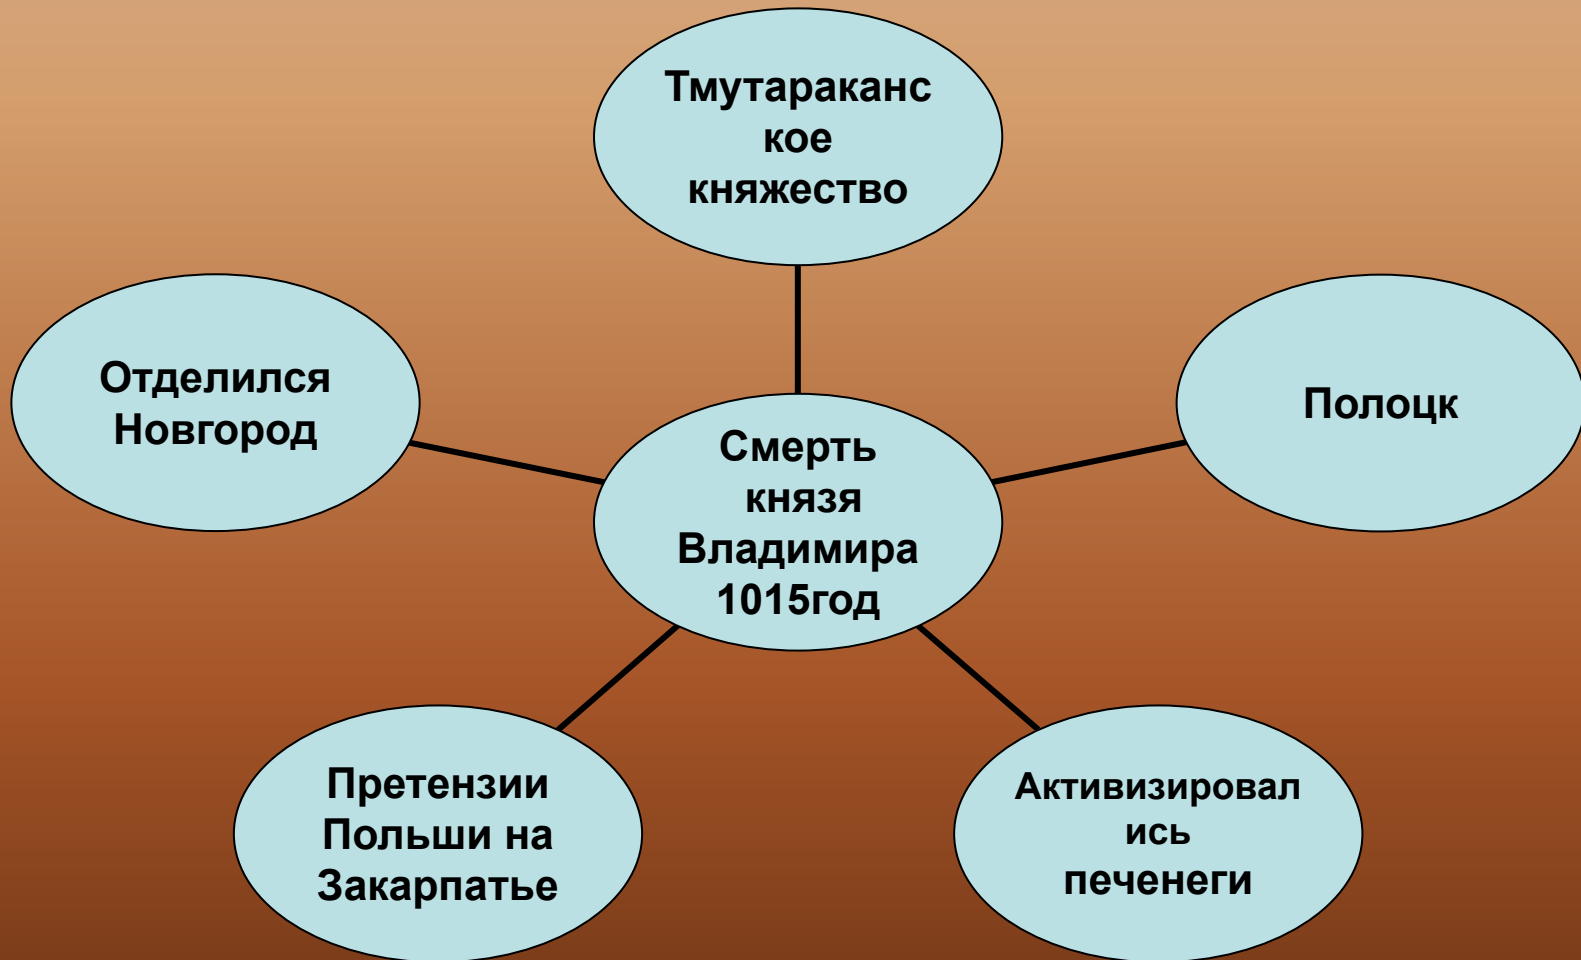 Тмутараканс
кое
княжество
Отделился
Новгород
Полоцк
Смерть
князя
Владимира
1015год
Претензии
Польши на
Закарпатье
Активизировал
ись
печенеги